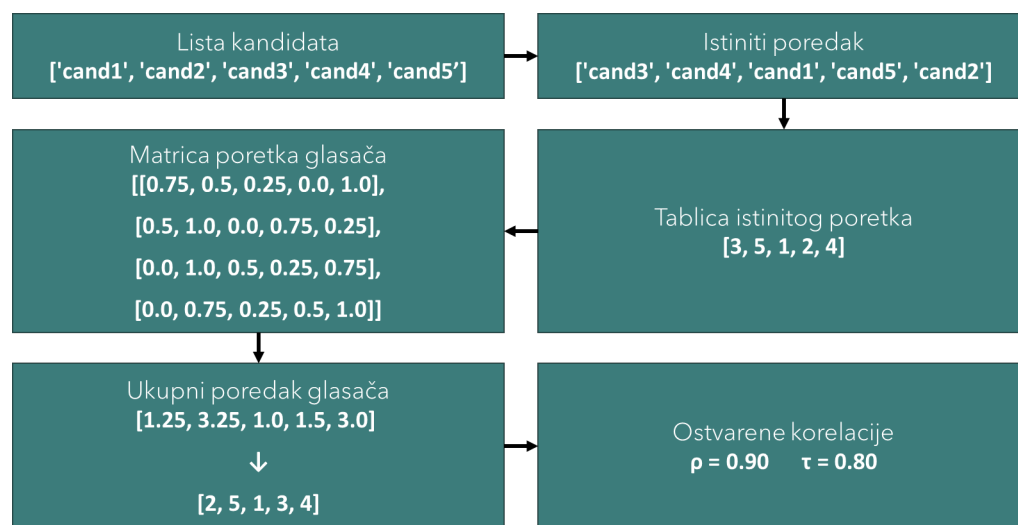 Lista kandidata
['cand1', 'cand2', 'cand3', 'cand4', 'cand5’]
Istiniti poredak
['cand3', 'cand4', 'cand1', 'cand5', 'cand2']
Matrica poretka glasača
[[0.75, 0.5, 0.25, 0.0, 1.0],
[0.5, 1.0, 0.0, 0.75, 0.25],
[0.0, 1.0, 0.5, 0.25, 0.75],
[0.0, 0.75, 0.25, 0.5, 1.0]]
Tablica istinitog poretka
[3, 5, 1, 2, 4]
Ukupni poredak glasača
[1.25, 3.25, 1.0, 1.5, 3.0]
↓
[2, 5, 1, 3, 4]
Ostvarene korelacije
ρ = 0.90 τ = 0.80